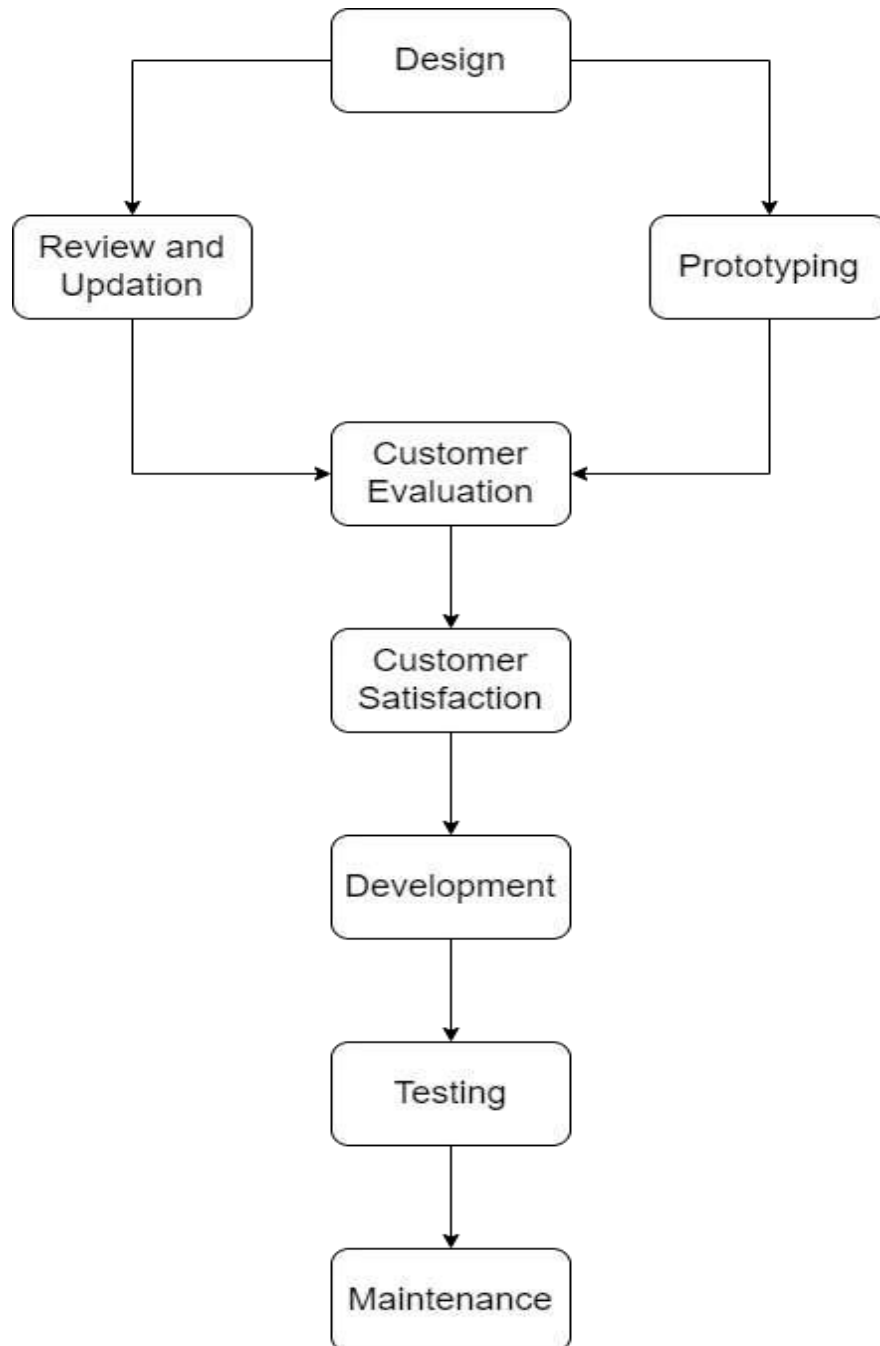 Design
Review and
Updation
Prototyping
Customer
Evaluation
Customer
Satisfaction
Development
Testing
Maintenance